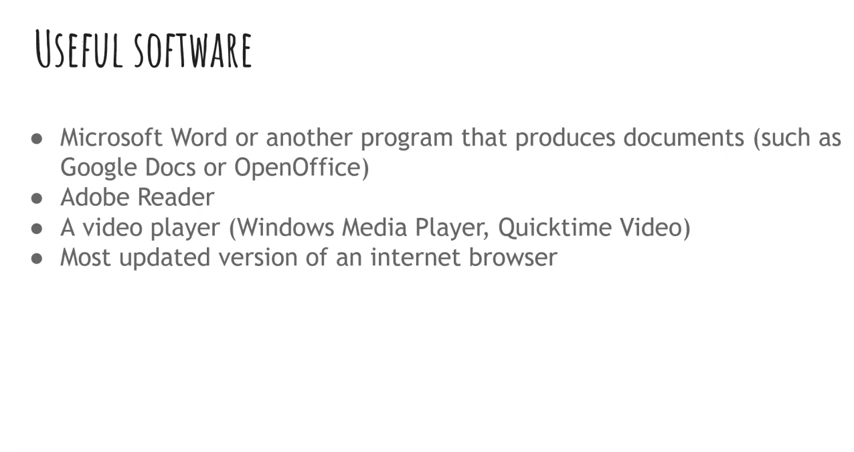 Useful software
● Microsoft Word or another program that produces documents (such as
Google Docs or OpenOffice)
● Adobe Reader
● A video player (Windows Media Player, Quicktime Video)
● Most updated version of an internet browser